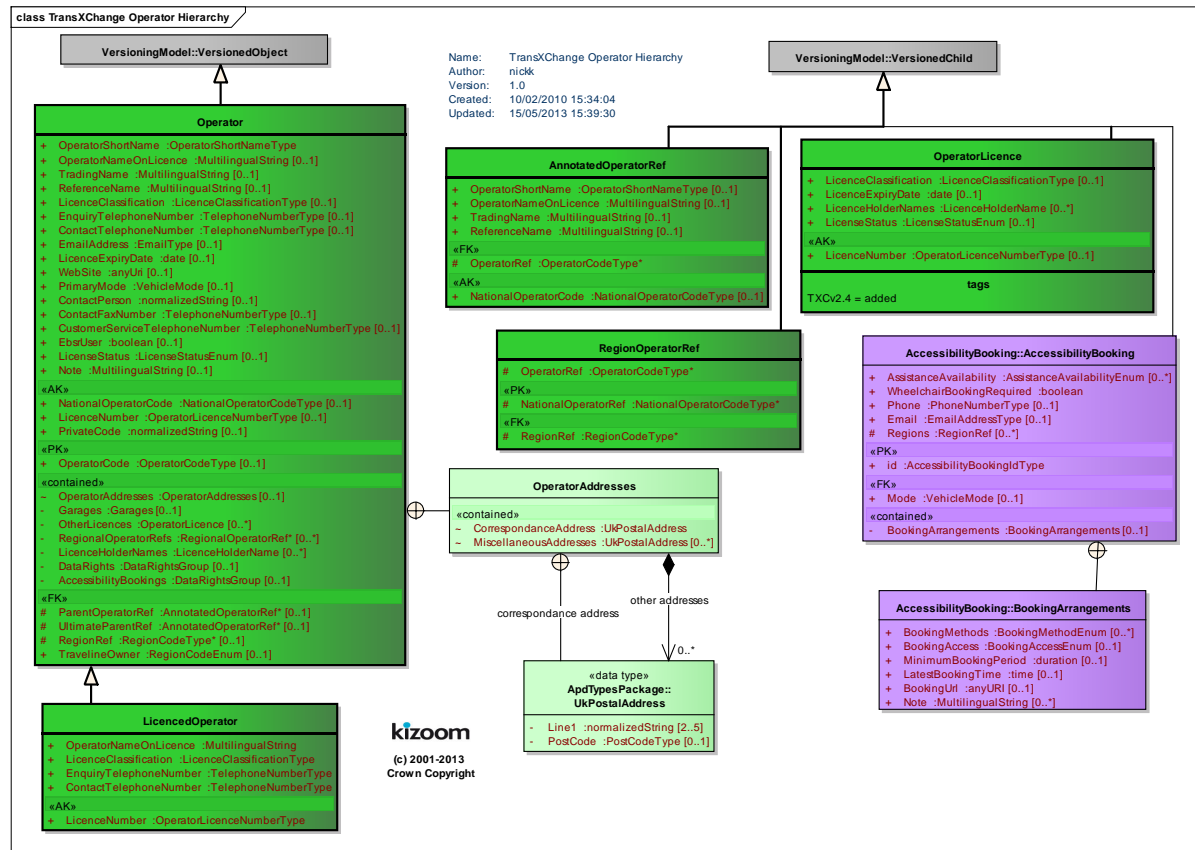 class TransXChange Operator Hierarchy
VersioningModel::VersionedObject
Name: TransXChange Operator Hierarchy
Author: nickk
Version: 1.0
Created: 10/02/2010 15:34:04
Updated: 15/05/2013 15:39:30
VersioningModel::VersionedChild
Operator
+ OperatorShortName :OperatorShortNameType
+ OperatorNameOnLicence :MultilingualString [0..1]
+ TradingName :MultilingualString [0..1]
+ ReferenceName :MultilingualString [0..1]
+ LicenceClassification :LicenceClassificationType [0..1]
+ EnquiryTelephoneNumber :TelephoneNumberType [0..1]
+ ContactTelephoneNumber :TelephoneNumberType [0..1]
+ EmailAddress :EmailType [0..1]
+ LicenceExpiryDate :date [0..1]
+ WebSite :anyUri [0..1]
+ PrimaryMode :VehicleMode [0..1]
+ ContactPerson :normalizedString [0..1]
+ ContactFaxNumber :TelephoneNumberType [0..1]
+ CustomerServiceTelephoneNumber :TelephoneNumberType [0..1]
+ EbsrUser :boolean [0..1]
+ LicenseStatus :LicenseStatusEnum [0..1]
+ Note :MultilingualString [0..1]
«AK»
+ NationalOperatorCode :NationalOperatorCodeType [0..1]
+ LicenceNumber :OperatorLicenceNumberType [0..1]
+ PrivateCode :normalizedString [0..1]
«PK»
+ OperatorCode :OperatorCodeType [0..1]
«contained»
~ OperatorAddresses :OperatorAddresses [0..1]
- Garages :Garages [0..1]
- OtherLicences :OperatorLicence [0..*]
- RegionalOperatorRefs :RegionalOperatorRef* [0..*]
- LicenceHolderNames :LicenceHolderName [0..*]
- DataRights :DataRightsGroup [0..1]
- AccessibilityBookings :DataRightsGroup [0..1]
«FK»
# ParentOperatorRef :AnnotatedOperatorRef* [0..1]
# UltimateParentRef :AnnotatedOperatorRef* [0..1]
# RegionRef :RegionCodeType* [0..1]
+ TravelineOwner :RegionCodeEnum [0..1]
LicencedOperator
+ OperatorNameOnLicence :MultilingualString
+ LicenceClassification :LicenceClassificationType
+ EnquiryTelephoneNumber :TelephoneNumberType
+ ContactTelephoneNumber :TelephoneNumberType
«AK»
+ LicenceNumber :OperatorLicenceNumberType
AnnotatedOperatorRef
+ OperatorShortName :OperatorShortNameType [0..1]
+ OperatorNameOnLicence :MultilingualString [0..1]
+ TradingName :MultilingualString [0..1]
+ ReferenceName :MultilingualString [0..1]
«FK»
# OperatorRef :OperatorCodeType*
«AK»
+ NationalOperatorCode :NationalOperatorCodeType [0..1]
OperatorLicence
+ LicenceClassification :LicenceClassificationType [0..1]
+ LicenceExpiryDate :date [0..1]
+ LicenceHolderNames :LicenceHolderName [0..*]
+ LicenseStatus :LicenseStatusEnum [0..1]
«AK»
+ LicenceNumber :OperatorLicenceNumberType [0..1]
tags
TXCv2.4 = added
RegionOperatorRef
# OperatorRef :OperatorCodeType*
«PK»
# NationalOperatorRef :NationalOperatorCodeType*
«FK»
# RegionRef :RegionCodeType*
AccessibilityBooking::AccessibilityBooking
+ AssistanceAvailability :AssistanceAvailabilityEnum [0..*]
+ WheelchairBookingRequired :boolean
+ Phone :PhoneNumberType [0..1]
+ Email :EmailAddressType [0..1]
# Regions :RegionRef [0..*]
«PK»
+ id :AccessibilityBookingIdType
«FK»
+ Mode :VehicleMode [0..1]
«contained»
- BookingArrangements :BookingArrangements [0..1]
OperatorAddresses
«contained»
~ CorrespondanceAddress :UkPostalAddress
~ MiscellaneousAddresses :UkPostalAddress [0..*]
correspondance address
other addresses
0..*
«data type»
ApdTypesPackage::
UkPostalAddress
- Line1 :normalizedString [2..5]
- PostCode :PostCodeType [0..1]
AccessibilityBooking::BookingArrangements
+ BookingMethods :BookingMethodEnum [0..*]
+ BookingAccess :BookingAccessEnum [0..1]
+ MinimumBookingPeriod :duration [0..1]
+ LatestBookingTime :time [0..1]
+ BookingUrl :anyURI [0..1]
+ Note :MultilingualString [0..*]
kizoom
(c) 2001-2013
Crown Copyright